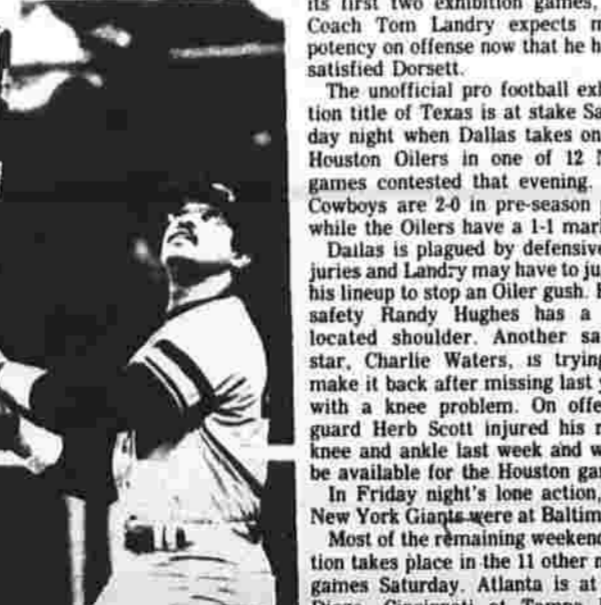 its first two exhibition games,
Coach Tom Landry expects m
potency on offense now that he h
satisfied Dorsett.
The unofficial pro football exh
tion title of Texas is at stake Sa
day night when Dallas takes on
Houston Oilers in one of 12 N
games contested that evening.
Cowboys are 2-0 in pre-season
while the Oilers have a 1-1 mar
Dallas is plagued by defensive
juries and Landry may have to ju
his lineup to stop an Oiler gush.
safety Randy Hughes has a
located shoulder. Another sa
star, Charlie Waters, is trying
make it back after missing last
with a knee problem. On offe
guard Herb Scott injured his
knee and ankle last week and w
be available for the Houston ga
In Friday night's lone action,
New York Giants were at Baltim
Most of the remaining weekend
tion takes place in the 11 other
games Saturday. Atlanta is at